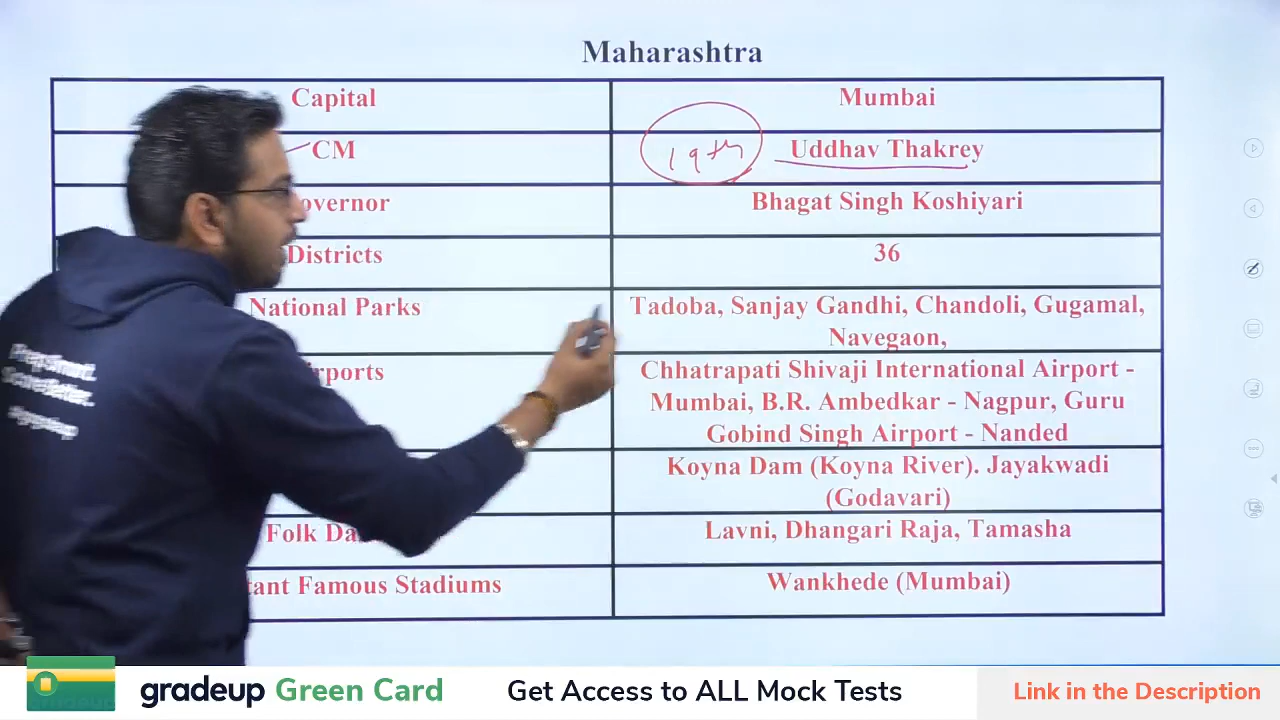 Maharashtra
Capital Mumbai
CM 19th Uddhav Thakrey
overnor Bhagat Singh Koshiyari
Districts 36
National Parks Tadoba, Sanjay Gandhi, Chandoli, Gugamal,
Navegaon,
rports Chhatrapati Shivaji International Airport -
Mumbai, B.R. Ambedkar - Nagpur, Guru
Gobind Singh Airport - Nanded
Koyna Dam (Koyna River). Jayakwadi
(Godavari)
Folk Da Lavni, Dhangari Raja, Tamasha
tant Famous Stadiums Wankhede (Mumbai)
gradeup Green Card Get Access to ALL Mock Tests Link in the Description